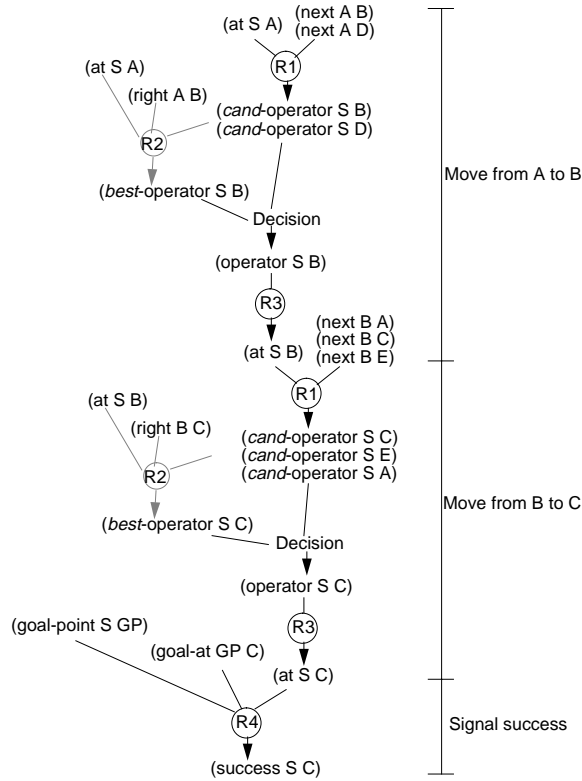 (next A B)
(at S A) (next A D)
R1
(at S A)
(right A B)
(cand-operator S B)
(cand-operator S D)
R2
Move from A to B
(best-operator S B)
Decision
(operator S B)
R3
(next B A)
(next B C)
(at S B) (next B E)
R1
(at S B)
(right B C)
(cand-operator S C)
(cand-operator S E)
(cand-operator S A)
R2
Move from B to C
(best-operator S C)
Decision
(operator S C)
R3
(goal-point S GP)
(goal-at GP C)
(at S C)
R4
Signal success
(success S C)